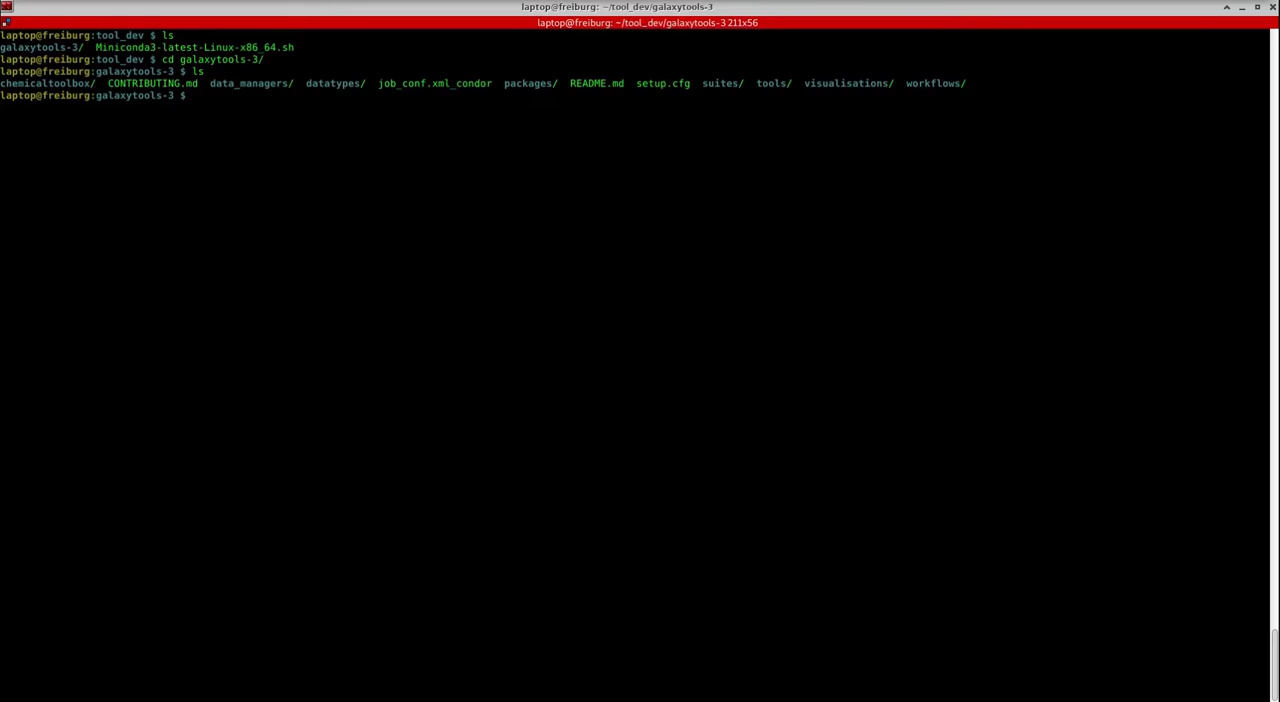 laptop@freiburg: ~/tool_dev/galaxytools-3
laptop@freiburg: ~/tool_dev/galaxytools-3 211x56
laptop@freiburg:tool_dev $ ls
galaxytools-3/  Miniconda3-latest-Linux-x86_64.sh
laptop@freiburg:tool_dev $ cd galaxytools-3/
laptop@freiburg:galaxytools-3 $ ls
chemicaltoolbox/  CONTRIBUTING.md  data_managers/  datatypes/  job_conf.xml_condor  packages/  README.md  setup.cfg  suites/  tools/  visualisations/  workflows/
laptop@freiburg:galaxytools-3 $